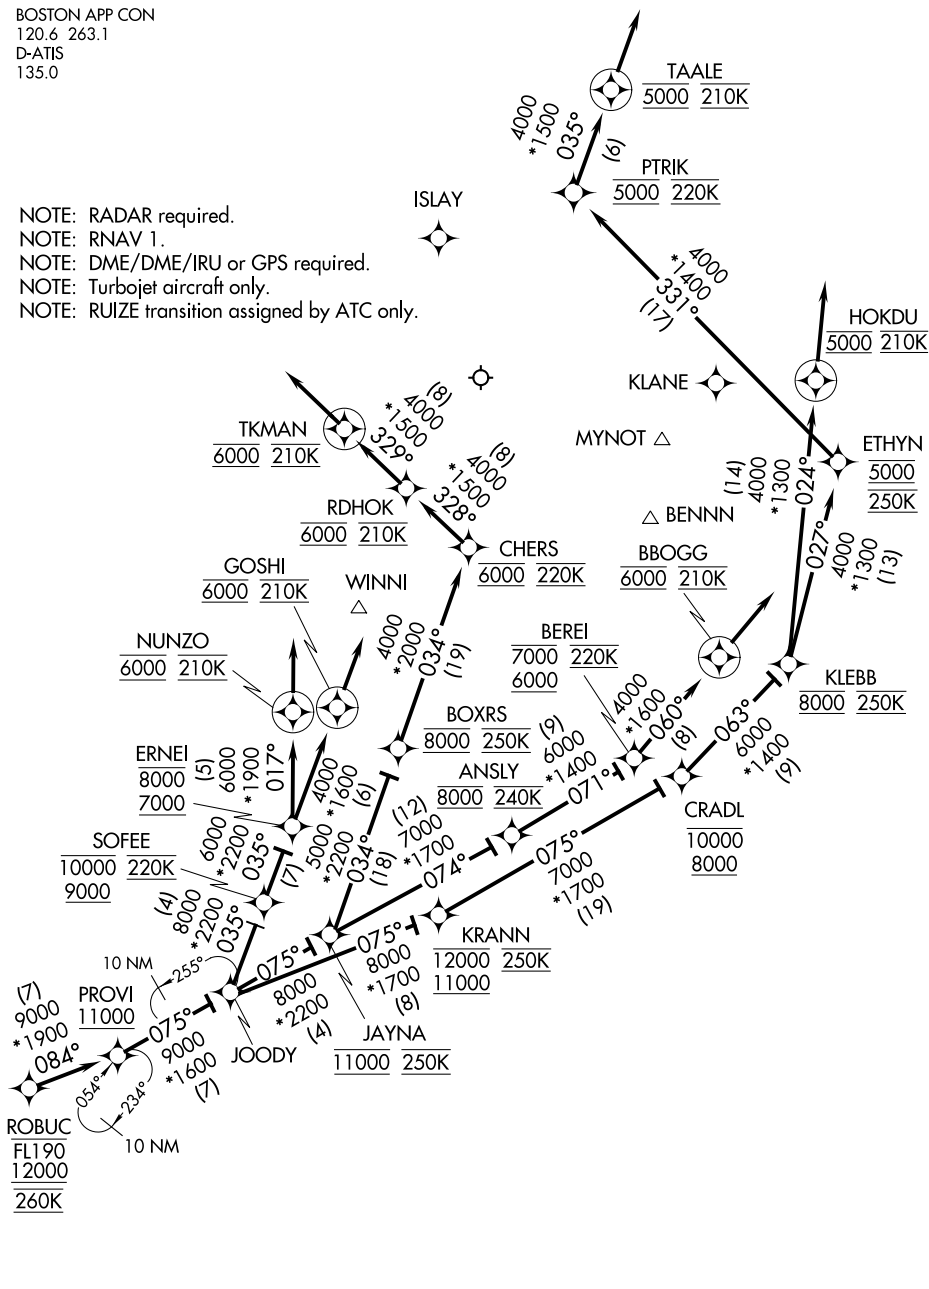 BOSTON APP CON
120.6 263.1
D-ATIS
135.0
TAALE
5000 210K
4000
*1500
035°
(6)
PTRIK
5000 220K
ISLAY
NOTE: RADAR required.
NOTE: RNAV 1.
NOTE: DME/DME/IRU or GPS required.
NOTE: Turbojet aircraft only.
NOTE: RUIZE transition assigned by ATC only.
4000
*1400
331°
(17)
HOKDU
5000 210K
KLANE
(8)
4000
*1500
329°
TKMAN
6000 210K
MYNOT
ETHYN
5000
250K
(8)
4000
*1500
328°
(14)
4000
*1300
024°
RDHOK
6000 210K
BENNN
027°
4000
*1300
(13)
CHERS
6000 220K
BBOGG
6000 210K
GOSHI
6000 210K
WINNI
NUNZO
6000 210K
4000
*2000
034°
(19)
BEREI
7000 220K
6000
KLEBB
8000 250K
4000
*1600
060°
(8)
BOXRS
8000 250K
063°
6000
*1400
(9)
ERNEI
8000
7000
(5)
6000
*1900
017°
4000
*1600
(6)
(9)
6000
*1400
071°
ANSLY
8000 240K
CRADL
10000
8000
SOFEE
10000 220K
9000
6000
*2200
035°
(7)
5000
*2200
034°
(18)
(12)
7000
*1700
074°
075°
7000
*1700
(19)
(4)
8000
*2200
035°
KRANN
12000 250K
11000
10 NM
255°
075°
8000
*2200
(4)
075°
8000
*1700
(8)
PROVI
11000
(7)
9000
*1900
084°
075°
9000
*1600
(7)
JOODY
JAYNA
11000 250K
054°
234°
10 NM
ROBUC
FL190
12000
260K